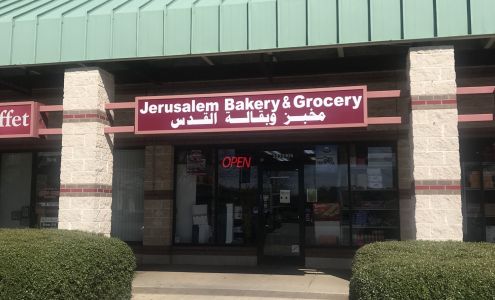 Jerusalem Bakery & Grocery
مخبز وبقالة القدس
ffet
OPEN